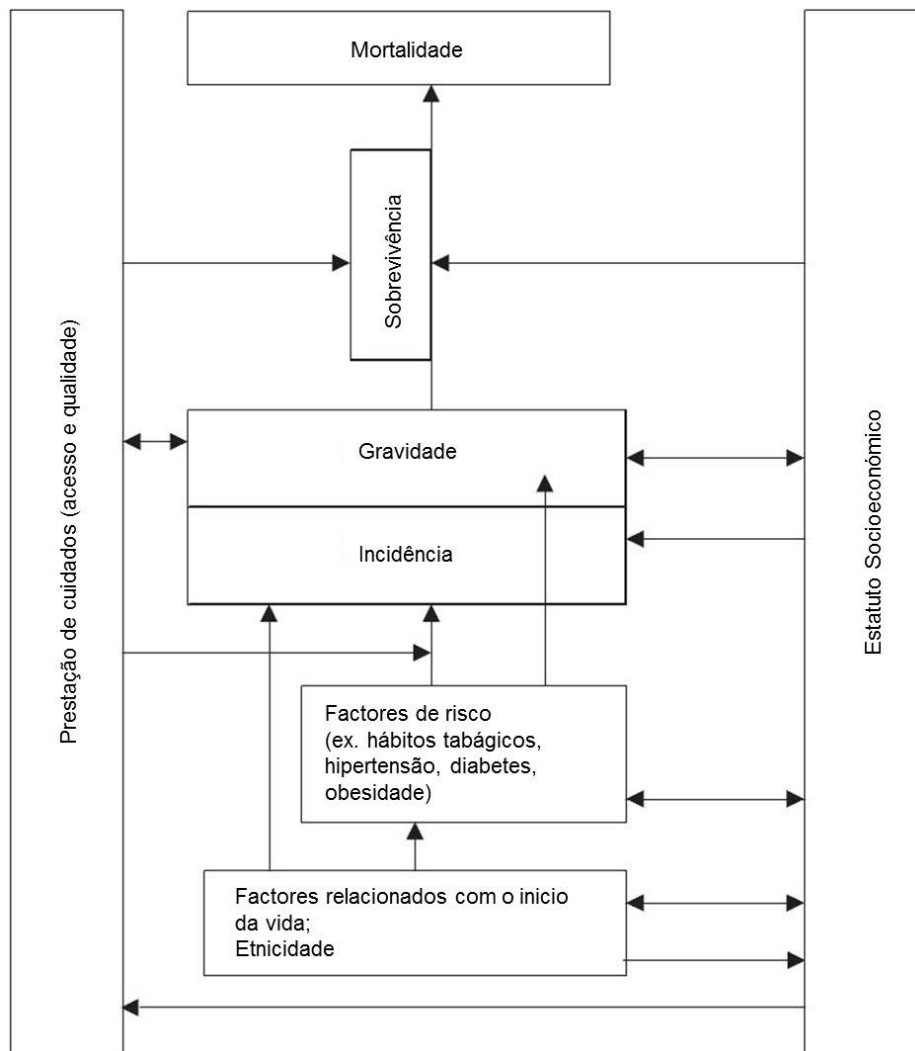 Mortalidade
Sobrevivência
Prestação de cuidados (acesso e qualidade)
Gravidade
Incidência
Estatuto Socioeconómico
Factores de risco
(ex. hábitos tabágicos,
hipertensão, diabetes,
obesidade)
Factores relacionados com o inicio
da vida;
Etnicidade